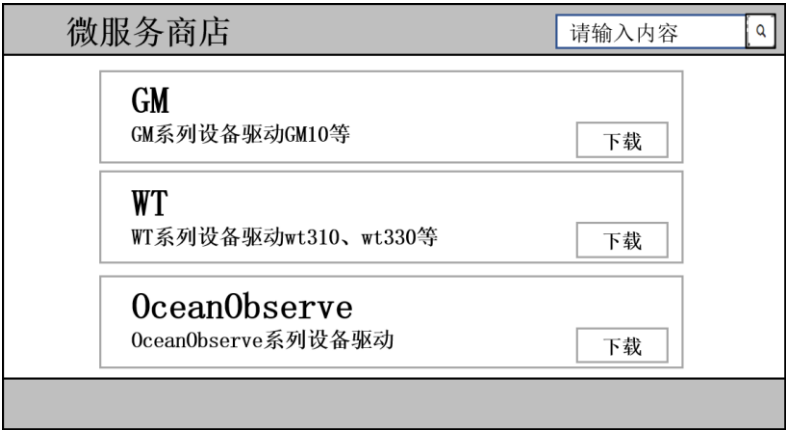 微服务商店
请输入内容
GM
GM系列设备驱动GM10等
下载
WT
WT系列设备驱动wt310、wt330等
下载
OceanObserve
OceanObserve系列设备驱动
下载